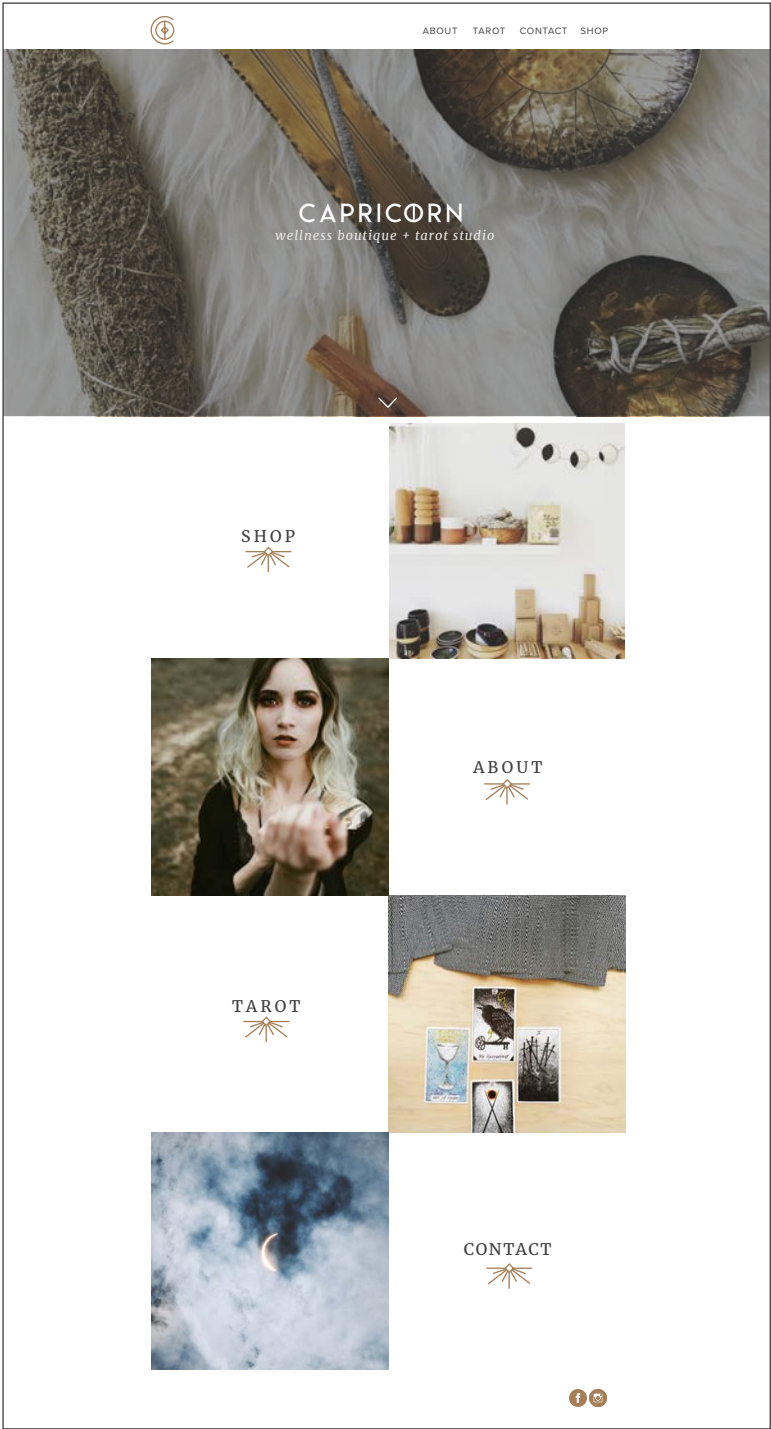 ABOUT TAROT CONTACT SHOP
CAPRICORN
wellness boutique + tarot studio
SHOP
ABOUT
TAROT
CONTACT